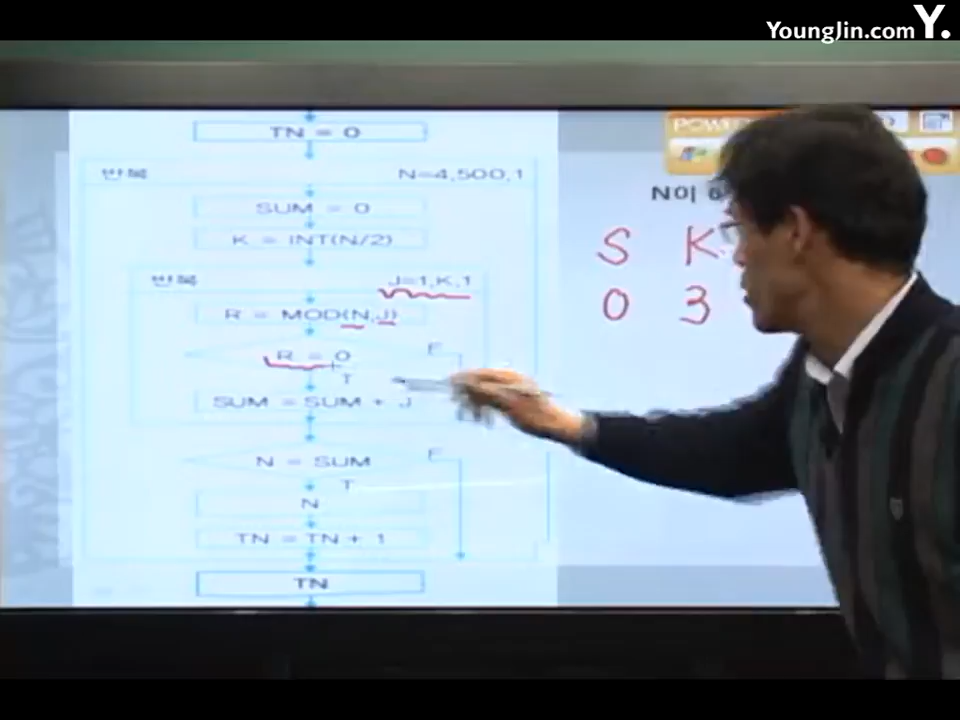 YoungJin.com Y.
TN = 0
반복 N=4,500,1
SUM = 0
K = INT(N/2)
반복 J=1,K,1
R = MOD(N,J)
R = 0 F
T
SUM = SUM + J
N = SUM F
T
N
TN = TN + 1
TN
POWE
N이
S K
0 3